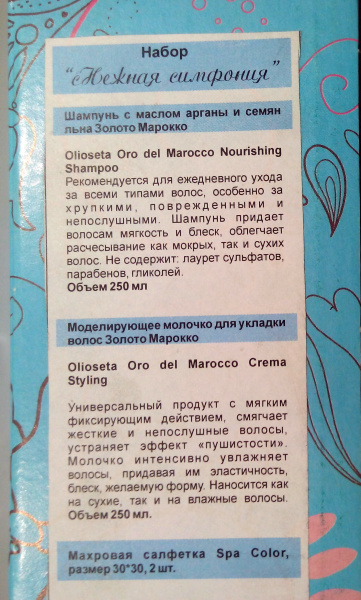 Набор
“Нежная симфония”
Шампунь с маслом арганы и семян
льна Золото Марокко
Olioseta Oro del Marocco Nourishing
Shampoo
Рекомендуется для ежедневного ухода
за всеми типами волос, особенно за
хрупкими, поврежденными и
непослушными. Шампунь придает
волосам мягкость и блеск, облегчает
расчесывание как мокрых, так и сухих
волос. Не содержит: лаурет сульфатов,
парабенов, гликолей.
Объем 250 мл
Моделирующее молочко для укладки
волос Золото Марокко
Olioseta Oro del Marocco Crema
Styling
Универсальный продукт с мягким
фиксирующим действием, смягчает
жесткие и непослушные волосы,
устраняет эффект «пушистости».
Молочко интенсивно увлажняет
волосы, придавая им эластичность,
блеск, желаемую форму. Наносится как
на сухие, так и на влажные волосы.
Объем 250 мл.
Махровая салфетка Spa Color,
размер 30*30, 2 шт.